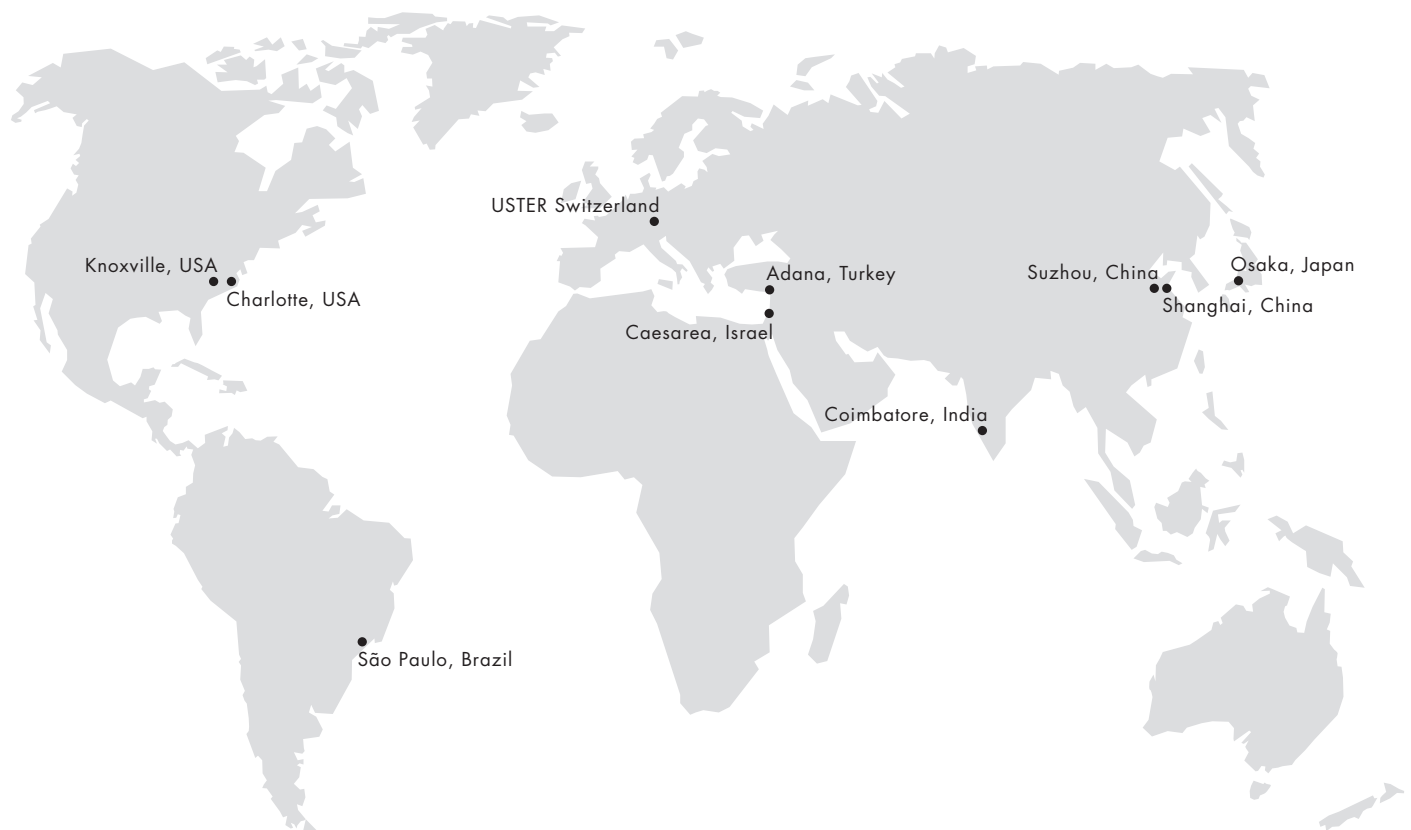 USTER Switzerland
Knoxville, USA
Charlotte, USA
Adana, Turkey
Suzhou, China
Osaka, Japan
Shanghai, China
Caesarea, Israel
Coimbatore, India
São Paulo, Brazil